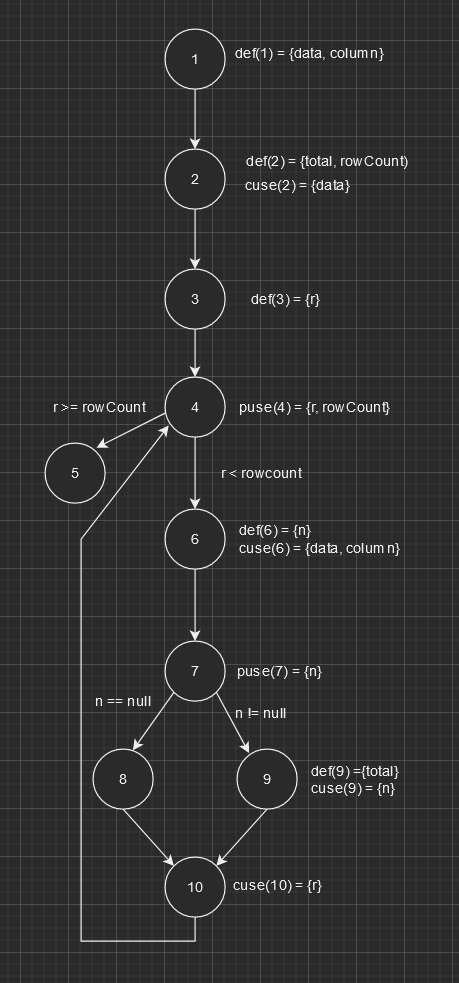 1
def(1) = {data, column}
2
def(2) = {total, rowCount)
cuse(2) = {data}
3
def(3) = {r}
r >= rowCount
4
puse(4) = {r, rowCount}
5
r < rowcount
6
def(6) = {n}
cuse(6) = {data, column}
7
puse(7) = {n}
n == null
n != null
8
9
def(9) ={total}
cuse(9) = {n}
10
cuse(10) = {r}